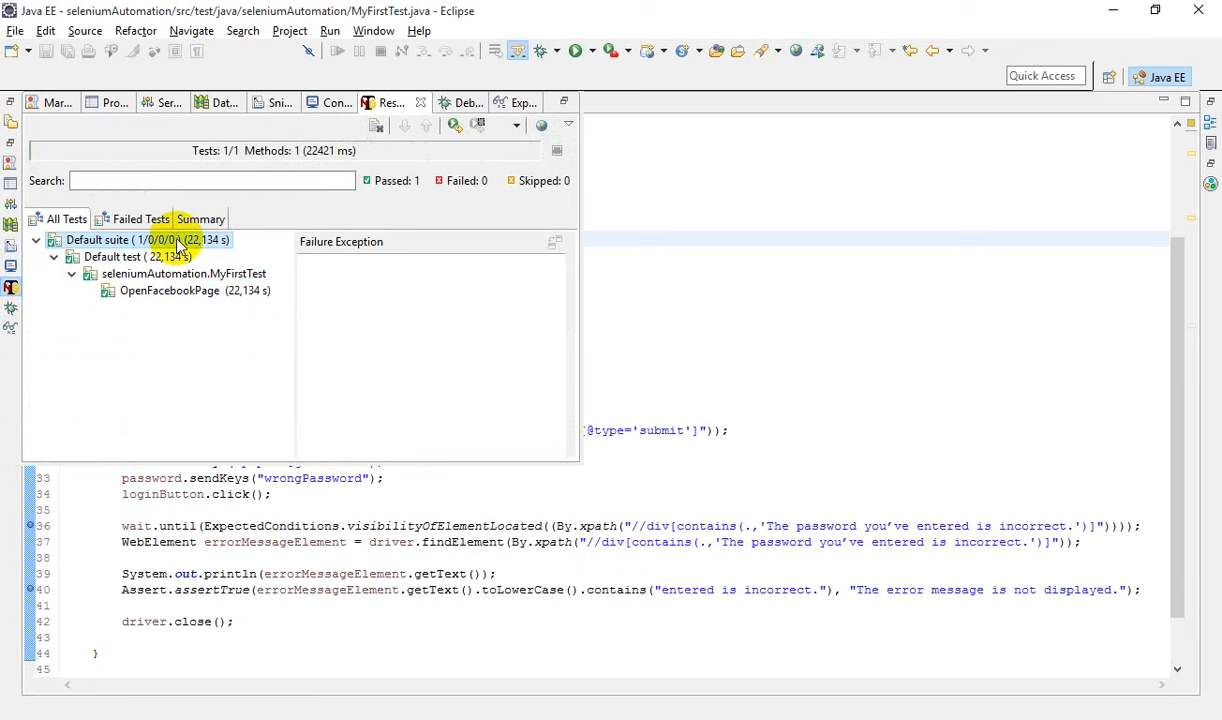 Java EE - seleniumAutomation/src/test/java/seleniumAutomation/MyFirstTest.java - Eclipse
File Edit Source Refactor Navigate Search Project Run Window Help
Quick Access Java EE
Mar... Pro... Ser... Dat... Sni... Con... Res... Deb... Exp...
Tests: 1/1 Methods: 1 (22421 ms)
Search: Passed: 1 Failed: 0 Skipped: 0
All Tests Failed Tests Summary
Default suite ( 1/0/0/0 ) (22,134 s) Failure Exception
Default test ( 22,134 s)
seleniumAutomation.MyFirstTest
OpenFacebookPage (22,134 s)
[@type='submit']"));
33 password.sendKeys("wrongPassword");
34 loginButton.click();
35
36 wait.until(ExpectedConditions.visibilityOfElementLocated((By.xpath("//div[contains(.,'The password you’ve entered is incorrect.')]"))));
37 WebElement errorMessageElement = driver.findElement(By.xpath("//div[contains(.,'The password you’ve entered is incorrect.')]"));
38
39 System.out.println(errorMessageElement.getText());
40 Assert.assertTrue(errorMessageElement.getText().toLowerCase().contains("entered is incorrect."), "The error message is not displayed.");
41
42 driver.close();
43
44 }
45